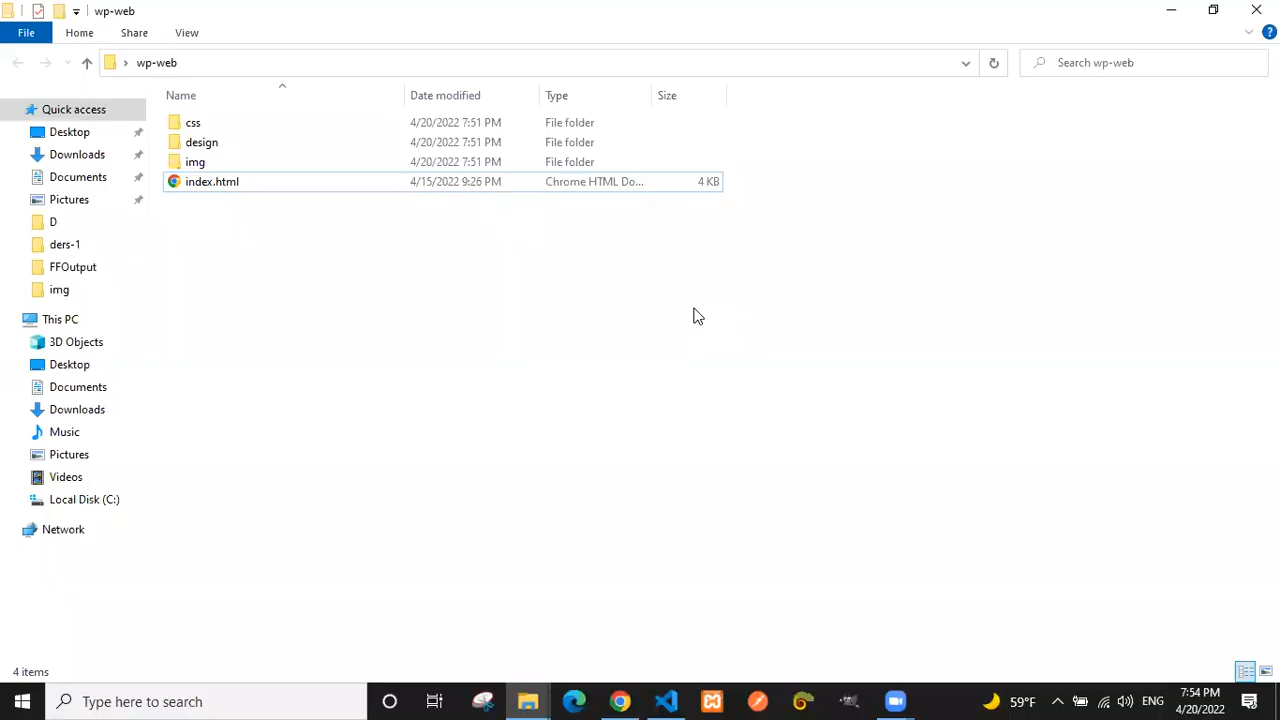 wp-web
File Home Share View
wp-web Search wp-web
Name Date modified Type Size
css 4/20/2022 7:51 PM File folder
design 4/20/2022 7:51 PM File folder
img 4/20/2022 7:51 PM File folder
index.html 4/15/2022 9:26 PM Chrome HTML Do... 4 KB
Quick access
Desktop
Downloads
Documents
Pictures
D
ders-1
FFOutput
img
This PC
3D Objects
Desktop
Documents
Downloads
Music
Pictures
Videos
Local Disk (C:)
Network
4 items
Type here to search 59°F ENG 7:54 PM
4/20/2022